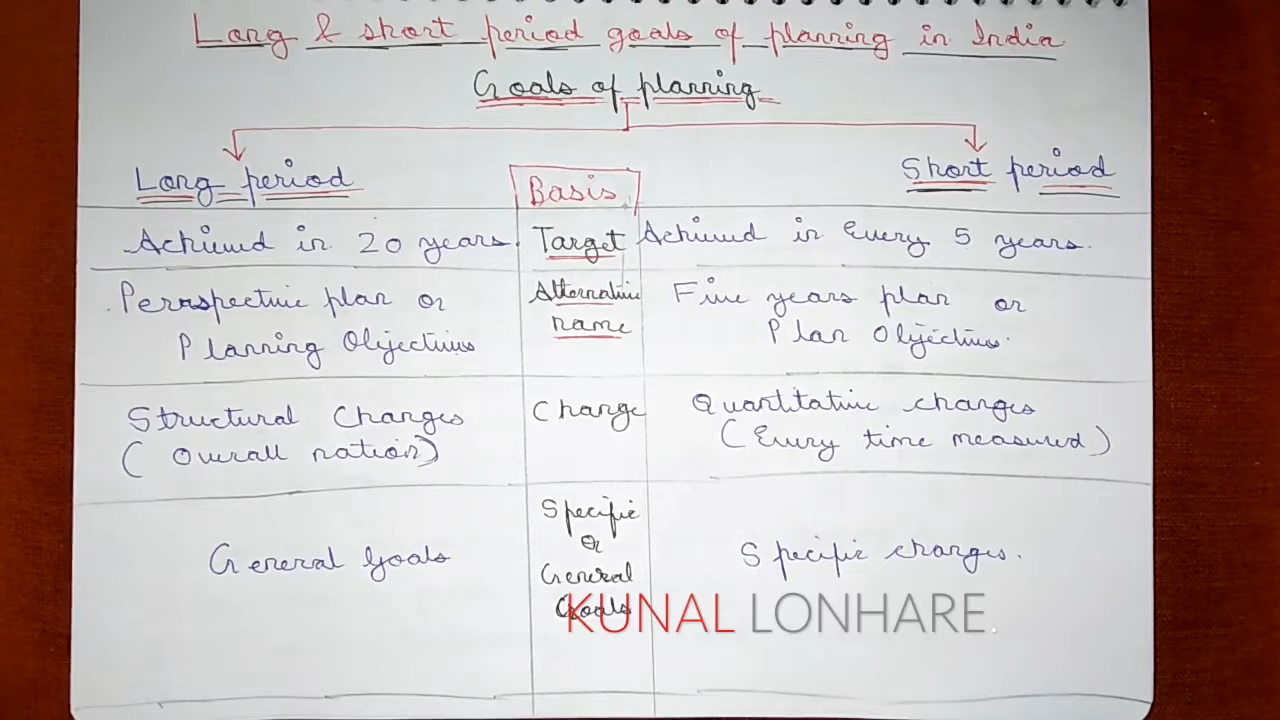 Long & short period goals of planning in India
Goals of planning
Long period
Basis
Short period
Achieved in 20 years.
Target
Achieved in Every 5 years.
Perspective plan or
Planning Objectives
Alternative
name
Five years plan or
Plan Objectives.
Structural Changes
(Overall nation)
Change
Quantitative changes
(Every time measured)
General Goals
Specific
or
General
Goals
Specific changes.
KUNAL LONHARE.